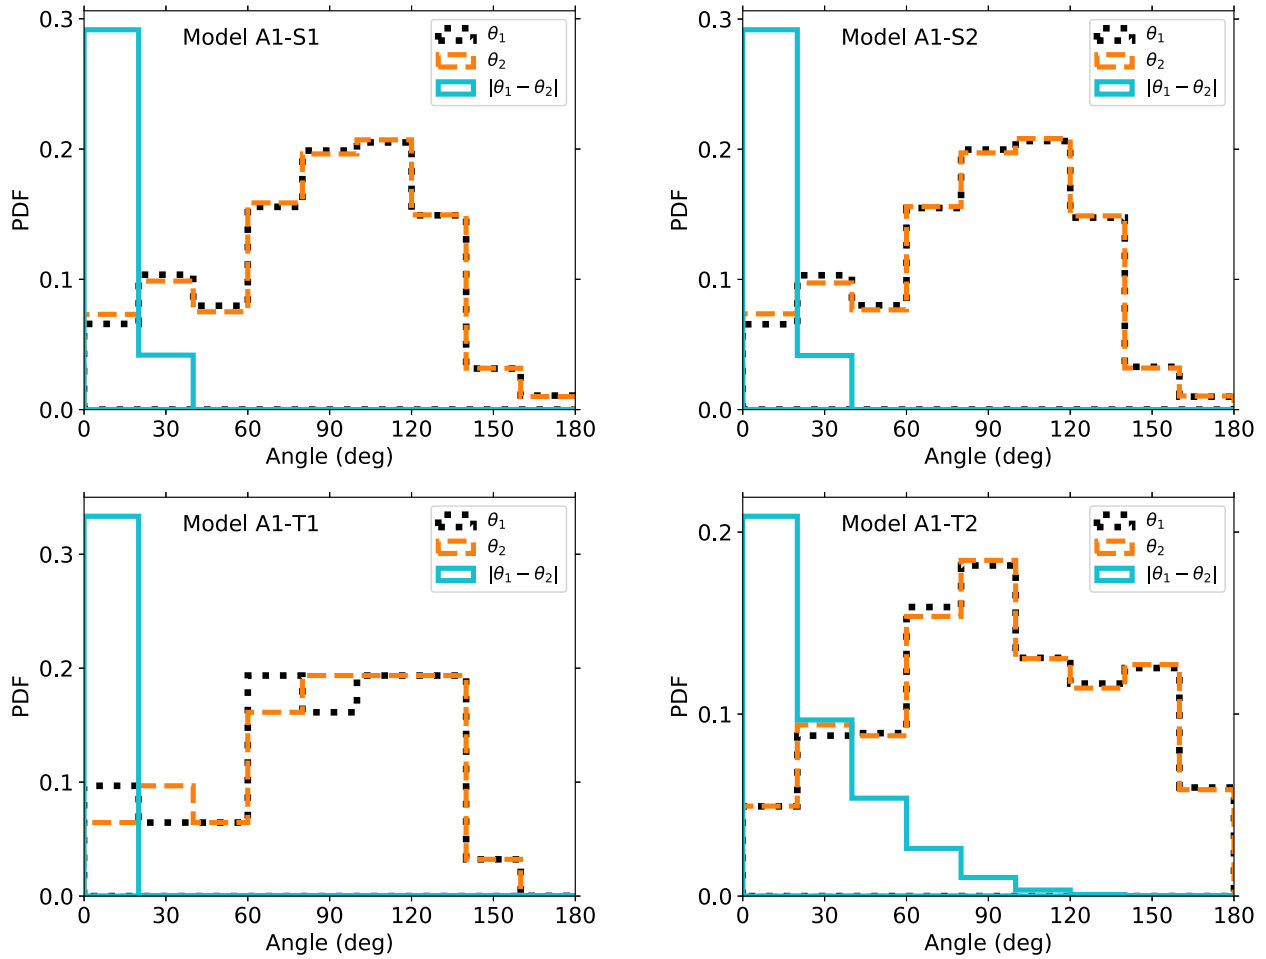 Model A1-S1
θ1
θ2
|θ1 − θ2|
0.3
0.2
0.1
0.0
PDF
0 30 60 90 120 150 180
Angle (deg)
Model A1-S2
θ1
θ2
|θ1 − θ2|
0.3
0.2
0.1
0.0
PDF
0 30 60 90 120 150 180
Angle (deg)
Model A1-T1
θ1
θ2
|θ1 − θ2|
0.3
0.2
0.1
0.0
PDF
0 30 60 90 120 150 180
Angle (deg)
Model A1-T2
θ1
θ2
|θ1 − θ2|
0.2
0.1
0.0
PDF
0 30 60 90 120 150 180
Angle (deg)